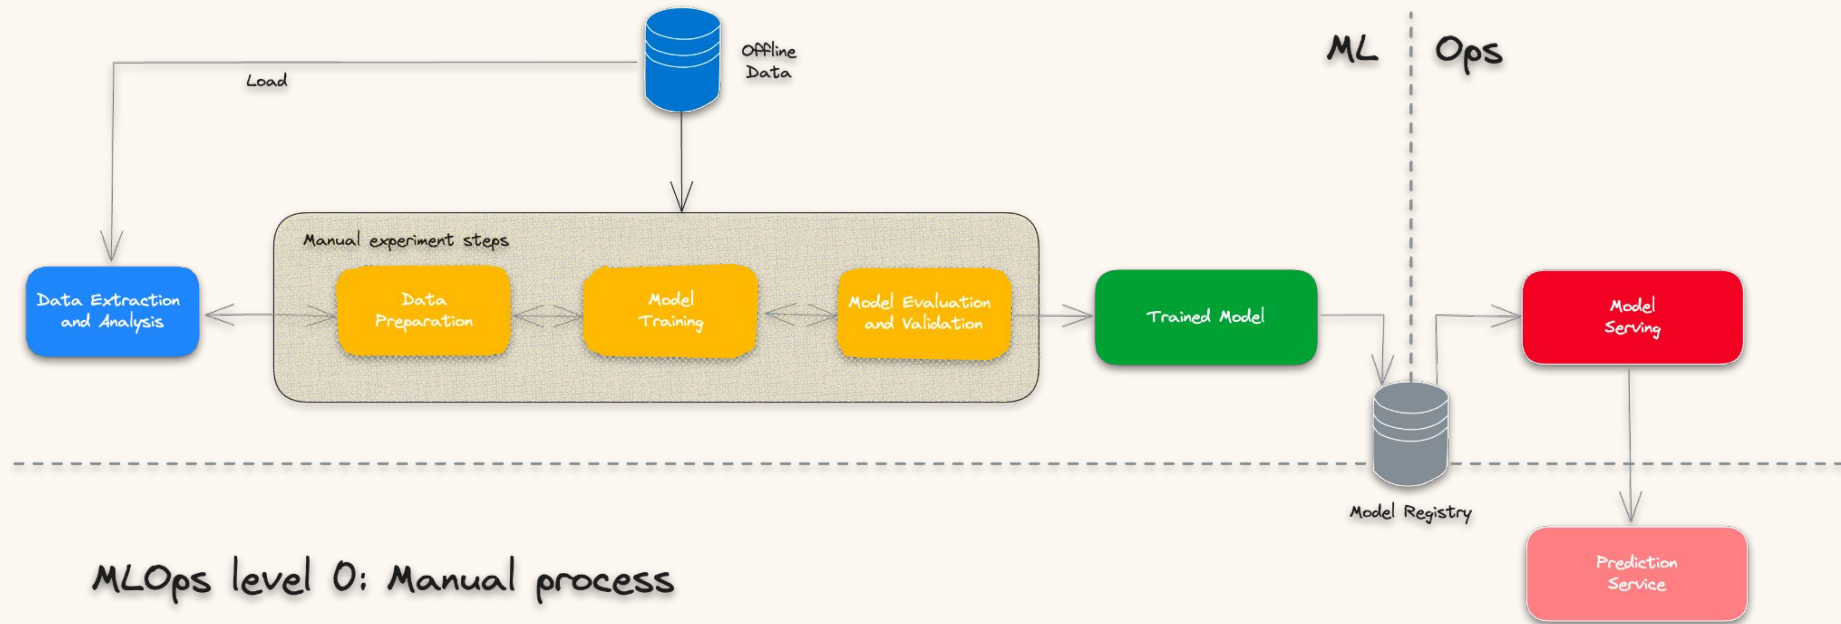 Offline
Data
ML
Ops
Load
Manual experiment steps
Data Extraction
and Analysis
Data
Preparation
Model
Training
Model Evaluation
and Validation
Trained Model
Model
Serving
Model Registry
Prediction
Service
MLOps level 0: Manual process